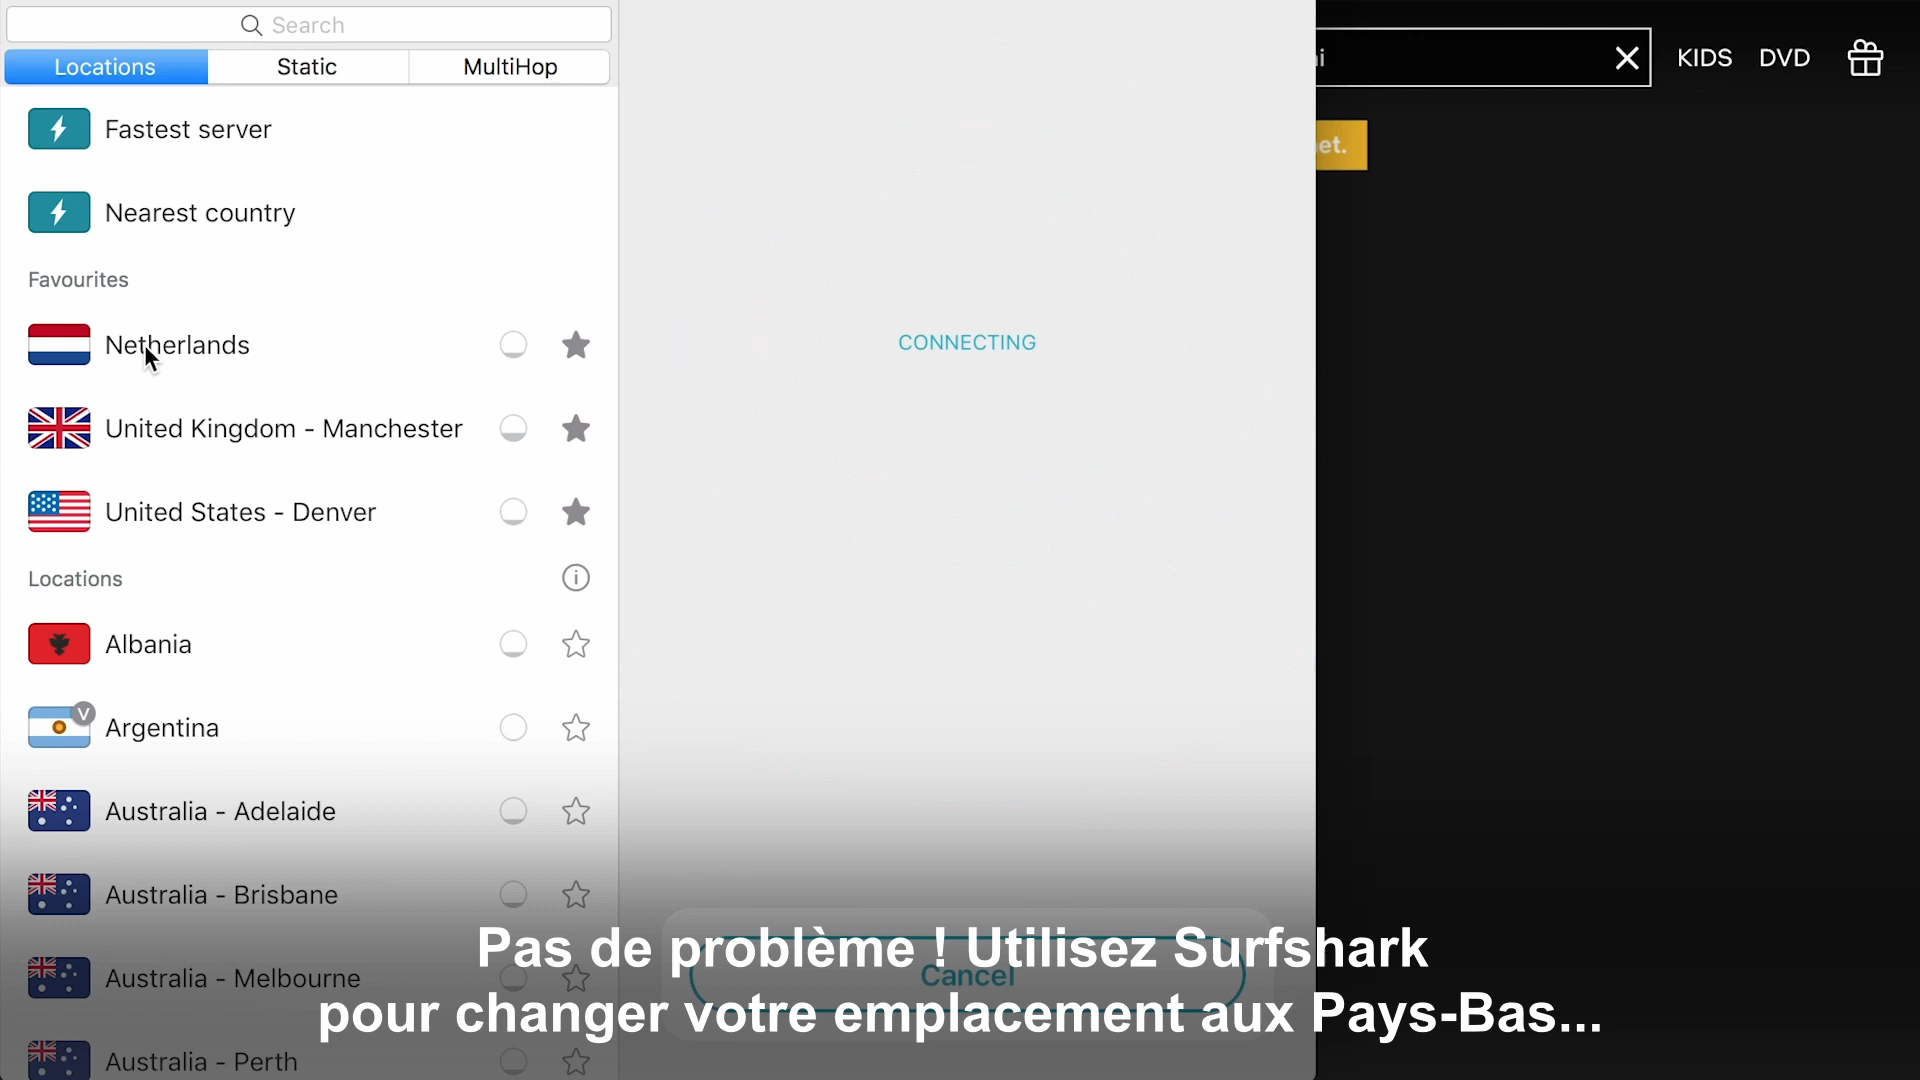 Search
Locations
Static
MultiHop
Fastest server
Nearest country
Favourites
Netherlands
United Kingdom - Manchester
United States - Denver
Locations
Albania
V
Argentina
Australia - Adelaide
Australia - Brisbane
Australia - Melbourne
Australia - Perth
CONNECTING
Cancel
KIDS
DVD
et.
Pas de problème ! Utilisez Surfshark
pour changer votre emplacement aux Pays-Bas...